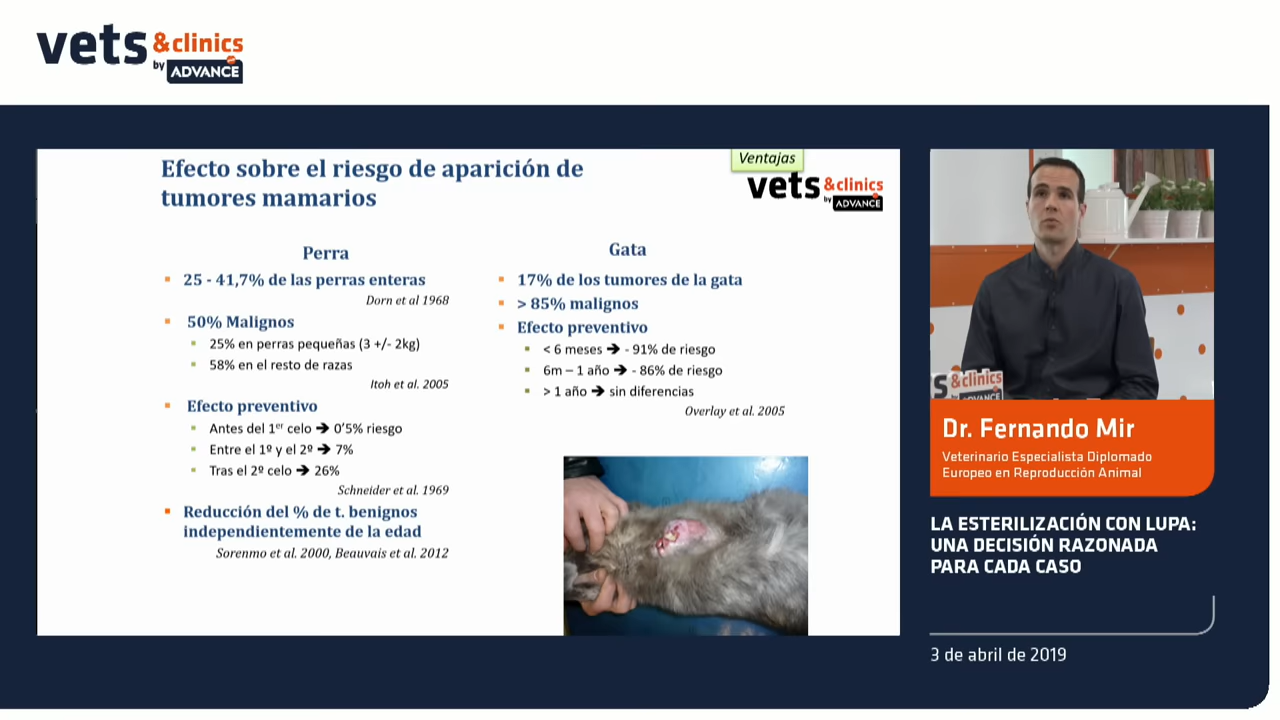 vets &clinics
by ADVANCE
Efecto sobre el riesgo de aparición de
tumores mamarios
Ventajas
vets &clinics
by ADVANCE
Perra
25 - 41,7% de las perras enteras
Dorn et al 1968
50% Malignos
25% en perras pequeñas (3 +/- 2kg)
58% en el resto de razas
Itoh et al. 2005
Efecto preventivo
Antes del 1er celo ➔ 0'5% riesgo
Entre el 1º y el 2º ➔ 7%
Tras el 2º celo ➔ 26%
Schneider et al. 1969
Reducción del % de t. benignos
independientemente de la edad
Sorenmo et al. 2000, Beauvais et al. 2012
Gata
17% de los tumores de la gata
> 85% malignos
Efecto preventivo
< 6 meses ➔ - 91% de riesgo
6m – 1 año ➔ - 86% de riesgo
> 1 año ➔ sin diferencias
Overlay et al. 2005
S &clinics
ADVANCE
Dr. Fernando Mir
Veterinario Especialista Diplomado
Europeo en Reproducción Animal
LA ESTERILIZACIÓN CON LUPA:
UNA DECISIÓN RAZONADA
PARA CADA CASO
3 de abril de 2019